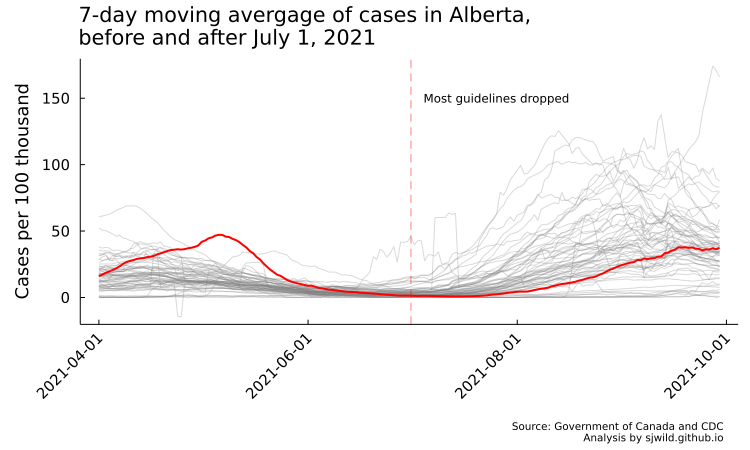 7-day moving avergage of cases in Alberta,
before and after July 1, 2021
Cases per 100 thousand
150
100
50
0
Most guidelines dropped
2021-04-01
2021-06-01
2021-08-01
2021-10-01
Source: Government of Canada and CDC
Analysis by sjwild.github.io